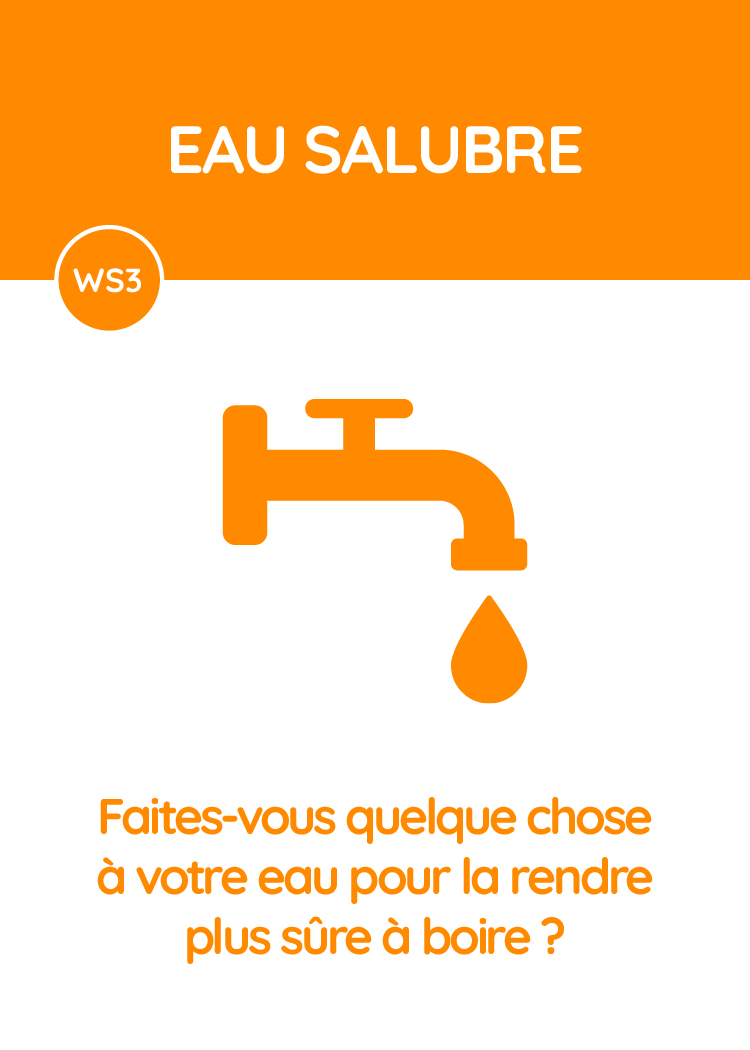 EAU SALUBRE
WS3
Faites-vous quelque chose
à votre eau pour la rendre
plus sûre à boire ?